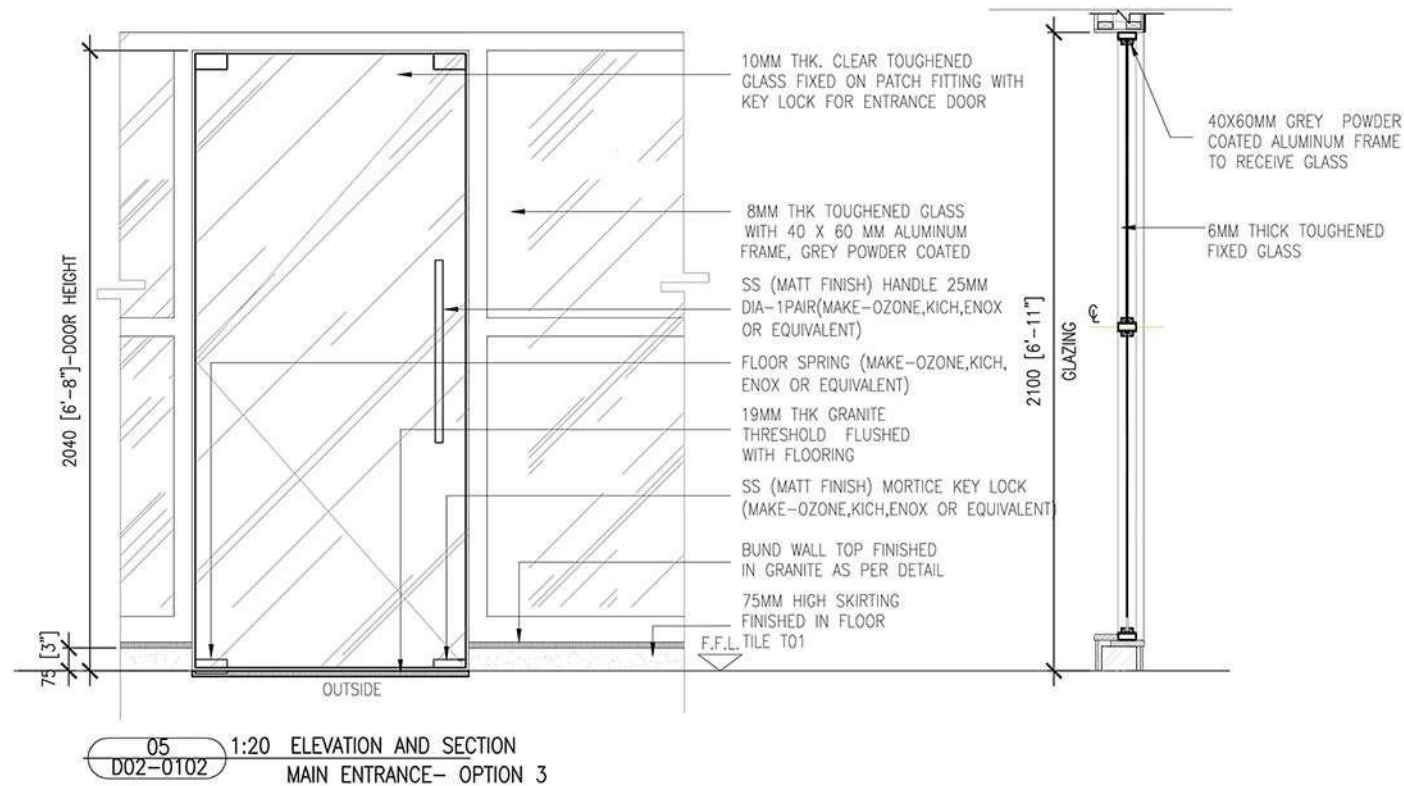 10MM THK. CLEAR TOUGHENED
GLASS FIXED ON PATCH FITTING WITH
KEY LOCK FOR ENTRANCE DOOR
8MM THK TOUGHENED GLASS
WITH 40 X 60 MM ALUMINUM
FRAME, GREY POWDER COATED
SS (MATT FINISH) HANDLE 25MM
DIA-1PAIR(MAKE-OZONE,KICH,ENOX
OR EQUIVALENT)
FLOOR SPRING (MAKE-OZONE,KICH,
ENOX OR EQUIVALENT)
19MM THK GRANITE
THRESHOLD FLUSHED
WITH FLOORING
SS (MATT FINISH) MORTICE KEY LOCK
(MAKE-OZONE,KICH,ENOX OR EQUIVALENT)
BUND WALL TOP FINISHED
IN GRANITE AS PER DETAIL
75MM HIGH SKIRTING
FINISHED IN FLOOR
TILE T01
F.F.L.
2040 [6'-8"]-DOOR HEIGHT
75 [3"]
OUTSIDE
2100 [6'-11"]
GLAZING
℄
40X60MM GREY POWDER
COATED ALUMINUM FRAME
TO RECEIVE GLASS
6MM THICK TOUGHENED
FIXED GLASS
05
D02-0102
1:20 ELEVATION AND SECTION
MAIN ENTRANCE- OPTION 3